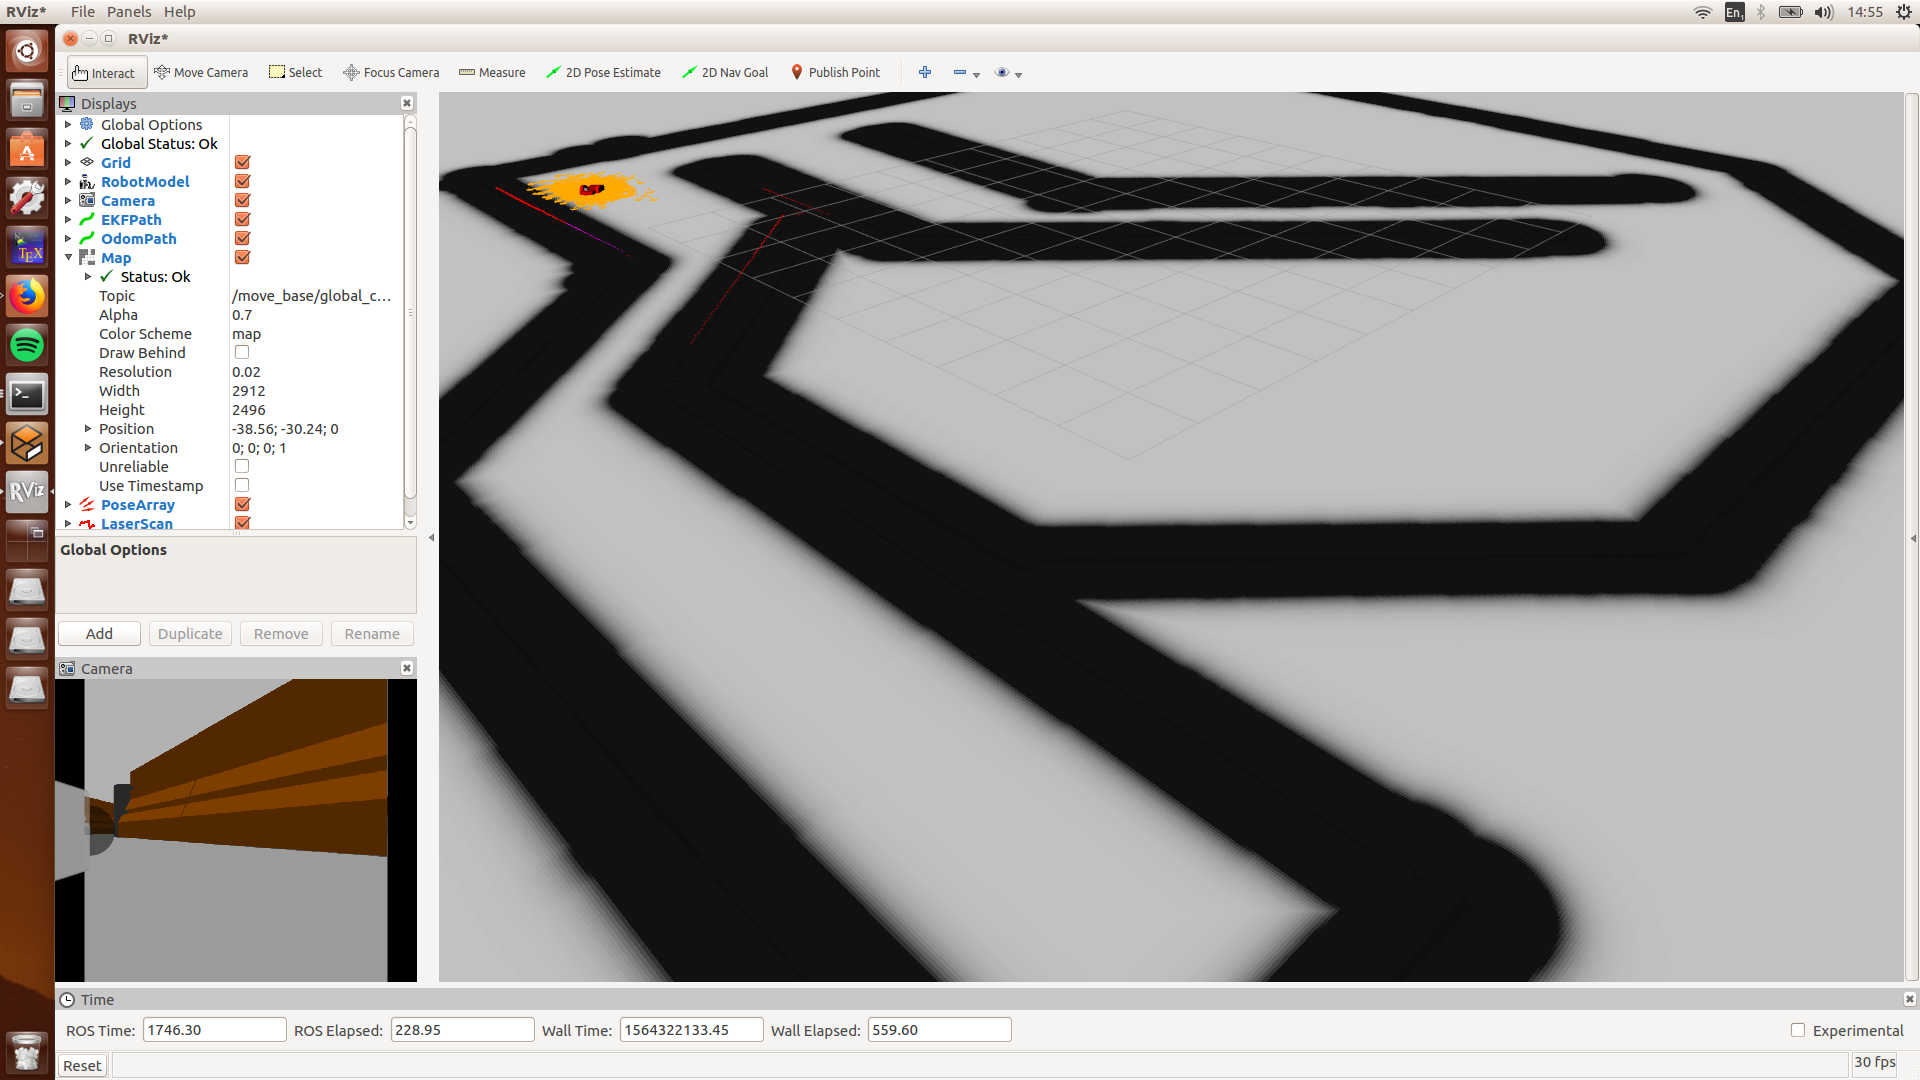 RViz* File Panels Help En1 14:55
RViz*
Interact Move Camera Select Focus Camera Measure 2D Pose Estimate 2D Nav Goal Publish Point
Displays
Global Options
Global Status: Ok
Grid
RobotModel
Camera
EKFPath
OdomPath
Map
Status: Ok
Topic /move_base/global_c...
Alpha 0.7
Color Scheme map
Draw Behind
Resolution 0.02
Width 2912
Height 2496
Position -38.56; -30.24; 0
Orientation 0; 0; 0; 1
Unreliable
Use Timestamp
PoseArray
LaserScan
Global Options
Add Duplicate Remove Rename
Camera
TEX
RViz
Time
ROS Time: 1746.30 ROS Elapsed: 228.95 Wall Time: 1564322133.45 Wall Elapsed: 559.60 Experimental
Reset 30 fps